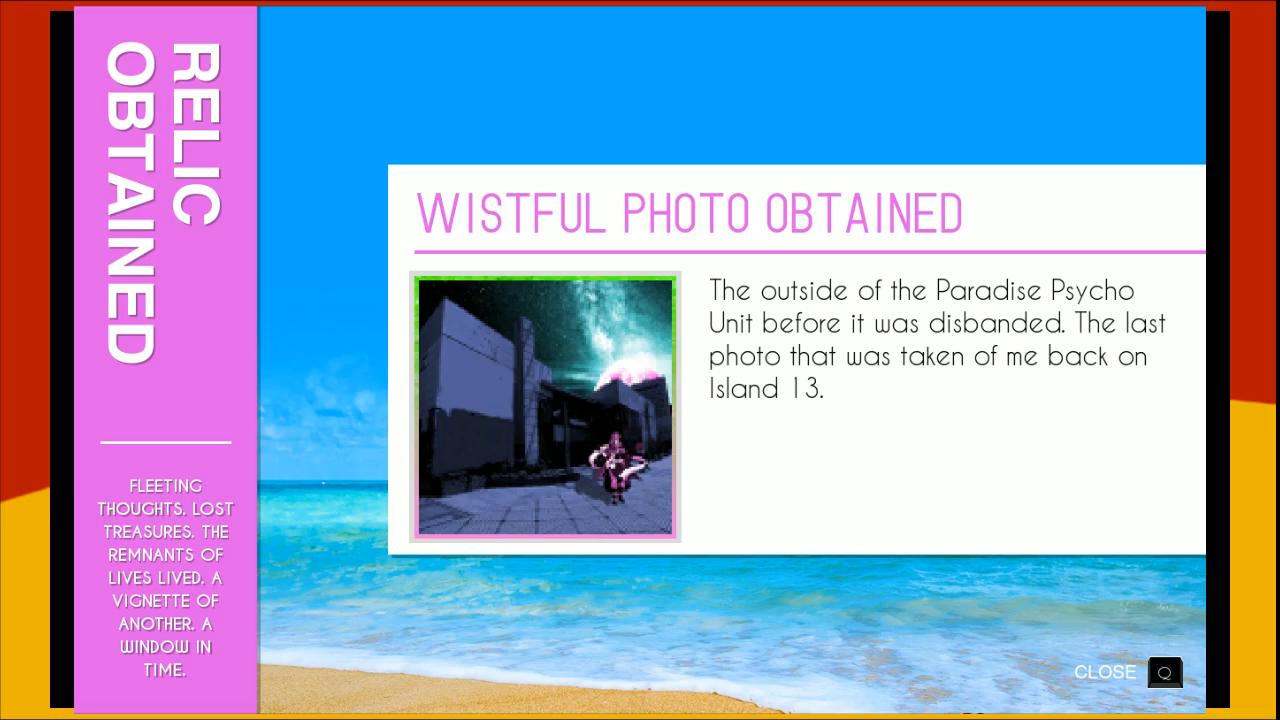 RELIC
OBTAINED
FLEETING
THOUGHTS. LOST
TREASURES. THE
REMNANTS OF
LIVES LIVED. A
VIGNETTE OF
ANOTHER. A
WINDOW IN
TIME.
WISTFUL PHOTO OBTAINED
The outside of the Paradise Psycho
Unit before it was disbanded. The last
photo that was taken of me back on
Island 13.
CLOSE Q